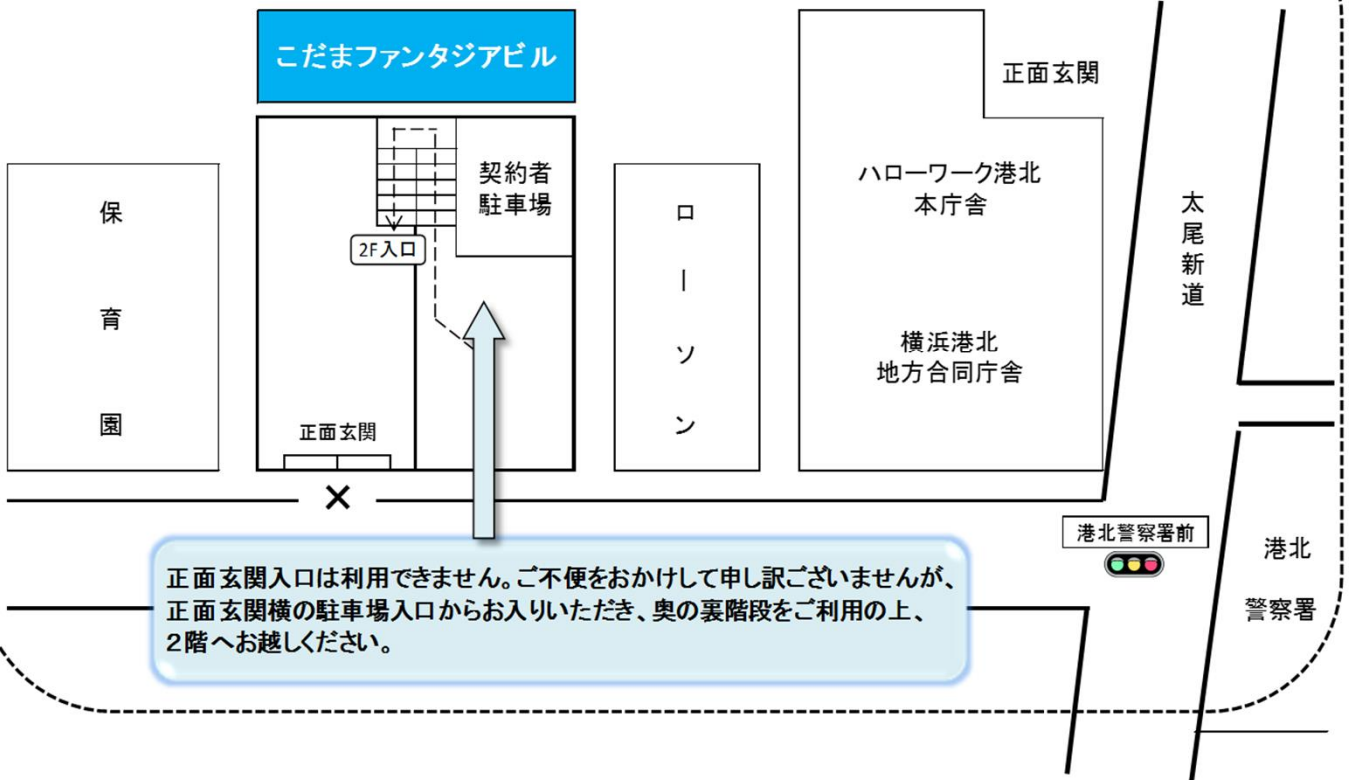 こだまファンタジアビル
正面玄関
契約者
駐車場
2F入口
保育園
正面玄関
ローソン
ハローワーク港北
本庁舎
横浜港北
地方合同庁舎
太尾新道
港北警察署前
港北
警察署
正面玄関入口は利用できません。ご不便をおかけして申し訳ございませんが、
正面玄関横の駐車場入口からお入りいただき、奥の裏階段をご利用の上、
２階へお越しください。